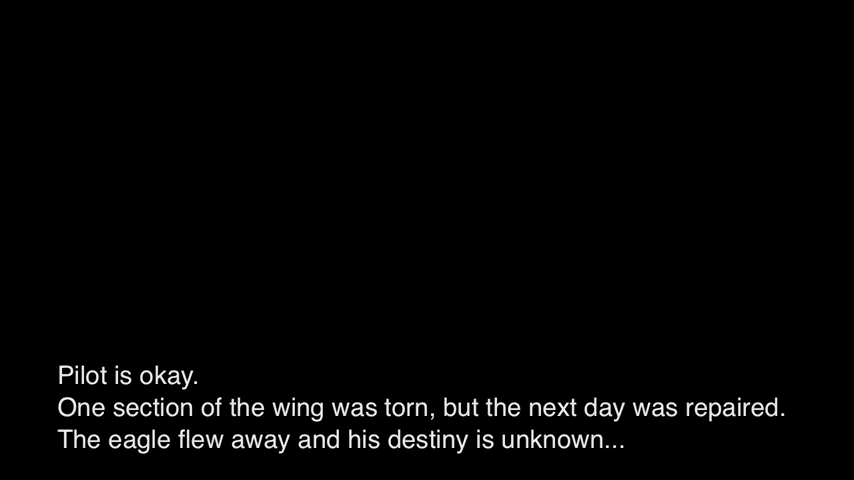 Pilot is okay.
One section of the wing was torn, but the next day was repaired.
The eagle flew away and his destiny is unknown...